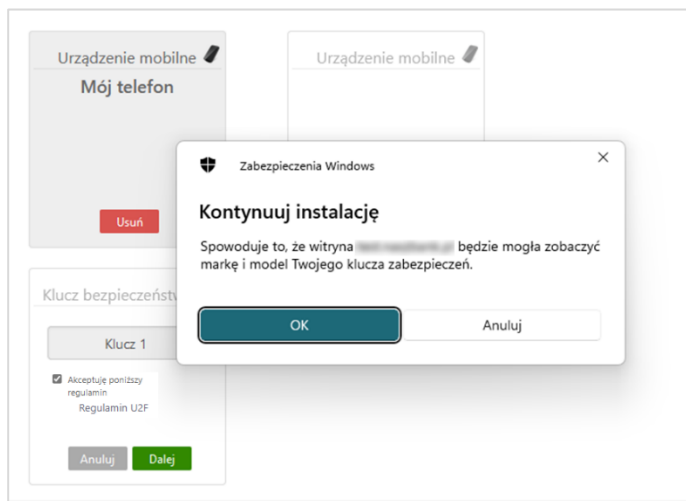 Urządzenie mobilne
Mój telefon
Usuń
Urządzenie mobilne
Zabezpieczenia Windows
Kontynuuj instalację
Spowoduje to, że witryna będzie mogła zobaczyć
markę i model Twojego klucza zabezpieczeń.
OK
Anuluj
Klucz bezpieczeńst
Klucz 1
Akceptuję poniższy
regulamin
Regulamin U2F
Anuluj
Dalej